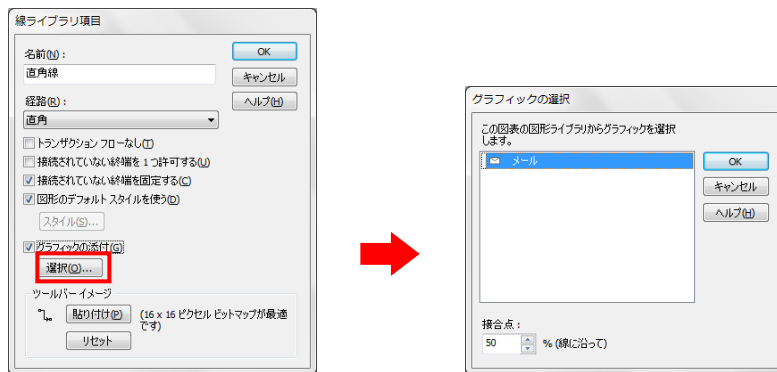 線ライブラリ項目
名前(N) :
直角線
OK
キャンセル
経路(R) :
ヘルプ(H)
直角
トランザクション フローなし(T)
接続されていない終端を 1 つ許可する(U)
接続されていない終端を固定する(C)
図形のデフォルト スタイルを使う(D)
スタイル(S)...
グラフィックの添付(G)
選択(O)...
ツールバー イメージ
貼り付け(P)
(16 x 16 ピクセル ビットマップが最適
です)
リセット
グラフィックの選択
この図表の図形ライブラリからグラフィックを選択
します。
メール
OK
キャンセル
ヘルプ(H)
接合点 :
50
% (線に沿って)